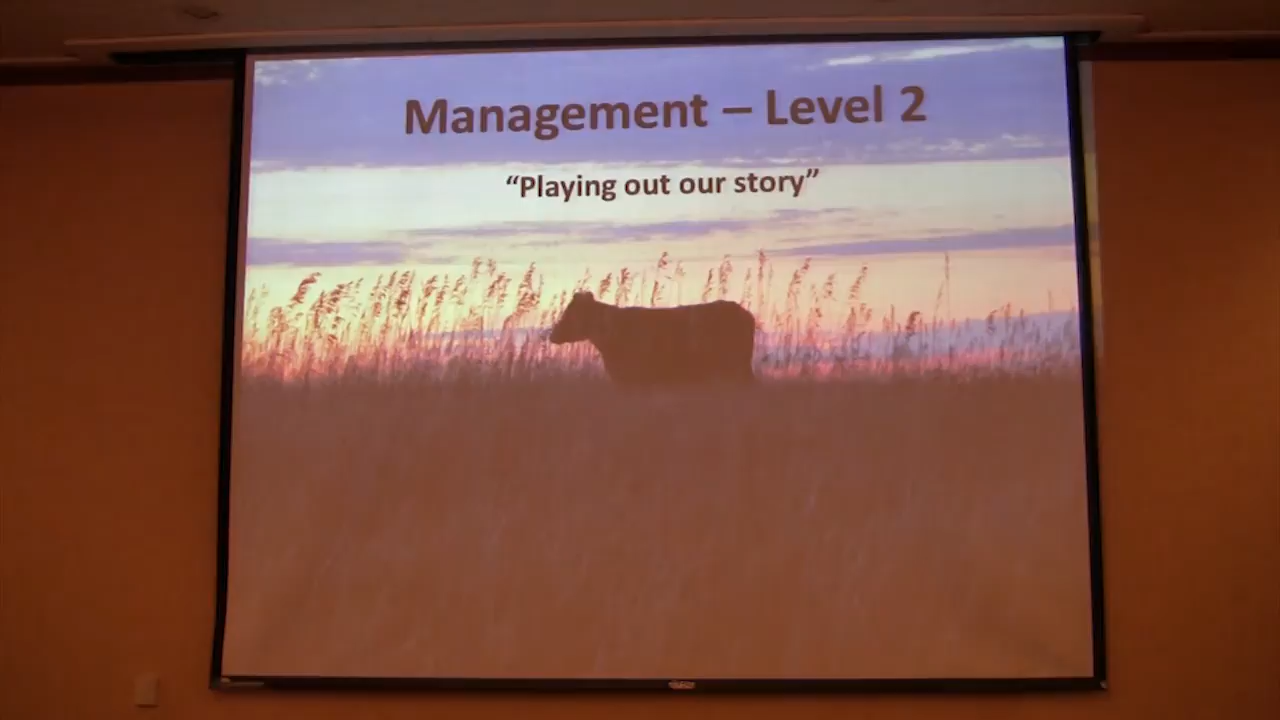 Management – Level 2
“Playing out our story”